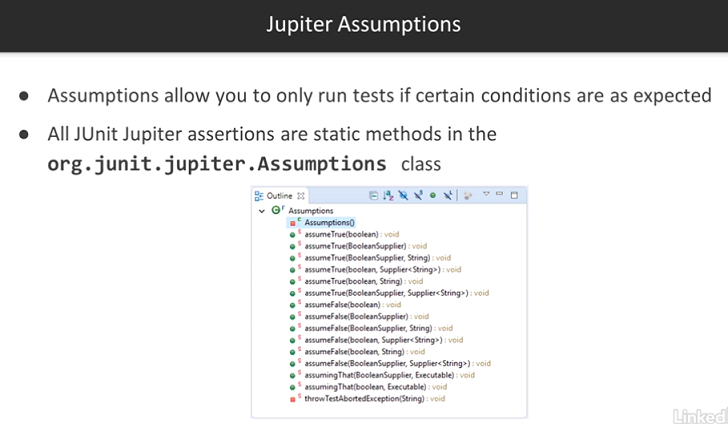 Jupiter Assumptions
● Assumptions allow you to only run tests if certain conditions are as expected
● All JUnit Jupiter assertions are static methods in the
org.junit.jupiter.Assumptions class
Outline
Assumptions
Assumptions()
assumeTrue(boolean) : void
assumeTrue(BooleanSupplier) : void
assumeTrue(BooleanSupplier, String) : void
assumeTrue(boolean, Supplier<String>) : void
assumeTrue(boolean, String) : void
assumeTrue(BooleanSupplier, Supplier<String>) : void
assumeFalse(boolean) : void
assumeFalse(BooleanSupplier) : void
assumeFalse(BooleanSupplier, String) : void
assumeFalse(boolean, Supplier<String>) : void
assumeFalse(boolean, String) : void
assumeFalse(BooleanSupplier, Supplier<String>) : void
assumingThat(BooleanSupplier, Executable) : void
assumingThat(boolean, Executable) : void
throwTestAbortedException(String) : void
Linked